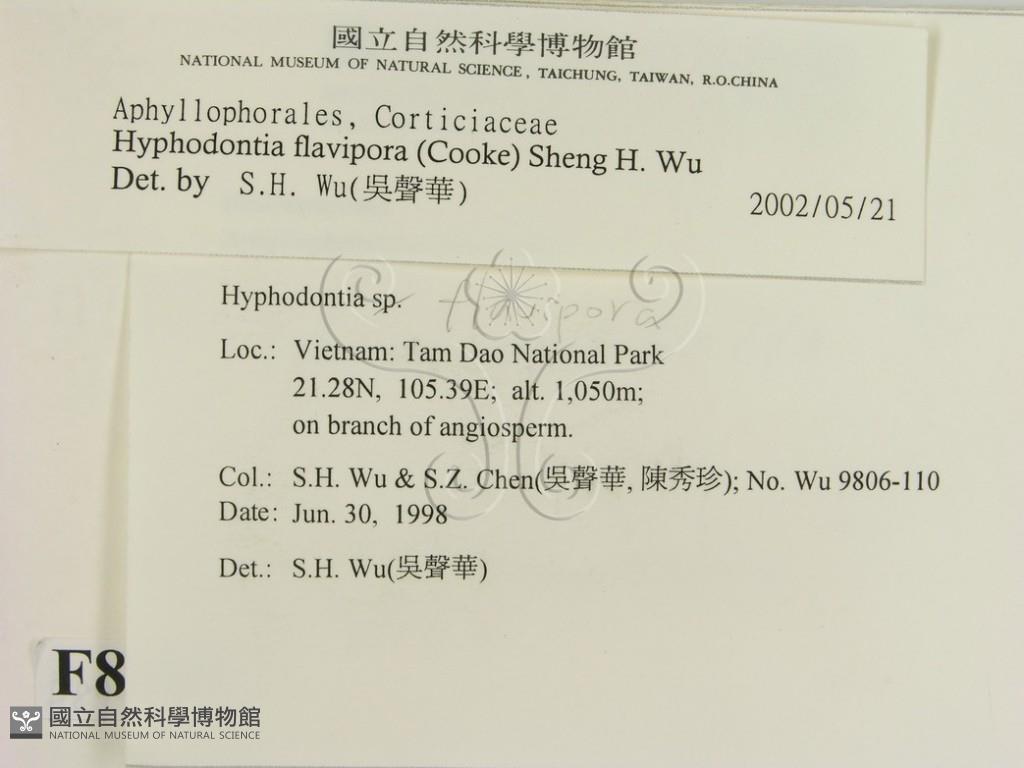 國立自然科學博物館
NATIONAL MUSEUM OF NATURAL SCIENCE, TAICHUNG, TAIWAN, R.O.CHINA
Aphyllophorales, Corticiaceae
Hyphodontia flavipora (Cooke) Sheng H. Wu
Det. by S.H. Wu(吳聲華)
2002/05/21
Hyphodontia sp. flavipora
Loc.: Vietnam: Tam Dao National Park
21.28N, 105.39E; alt. 1,050m;
on branch of angiosperm.
Col.: S.H. Wu & S.Z. Chen(吳聲華, 陳秀珍); No. Wu 9806-110
Date: Jun. 30, 1998
Det.: S.H. Wu(吳聲華)
F8
國立自然科學博物館
NATIONAL MUSEUM OF NATURAL SCIENCE